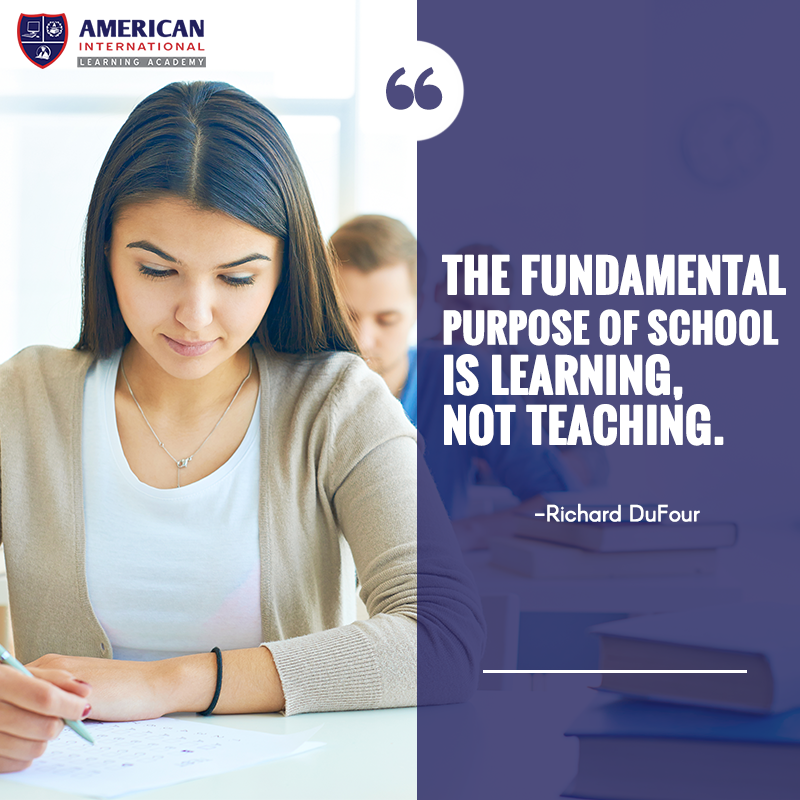 AMERICAN
INTERNATIONAL
LEARNING ACADEMY
“
THE FUNDAMENTAL
PURPOSE OF SCHOOL
IS LEARNING,
NOT TEACHING.
-Richard DuFour